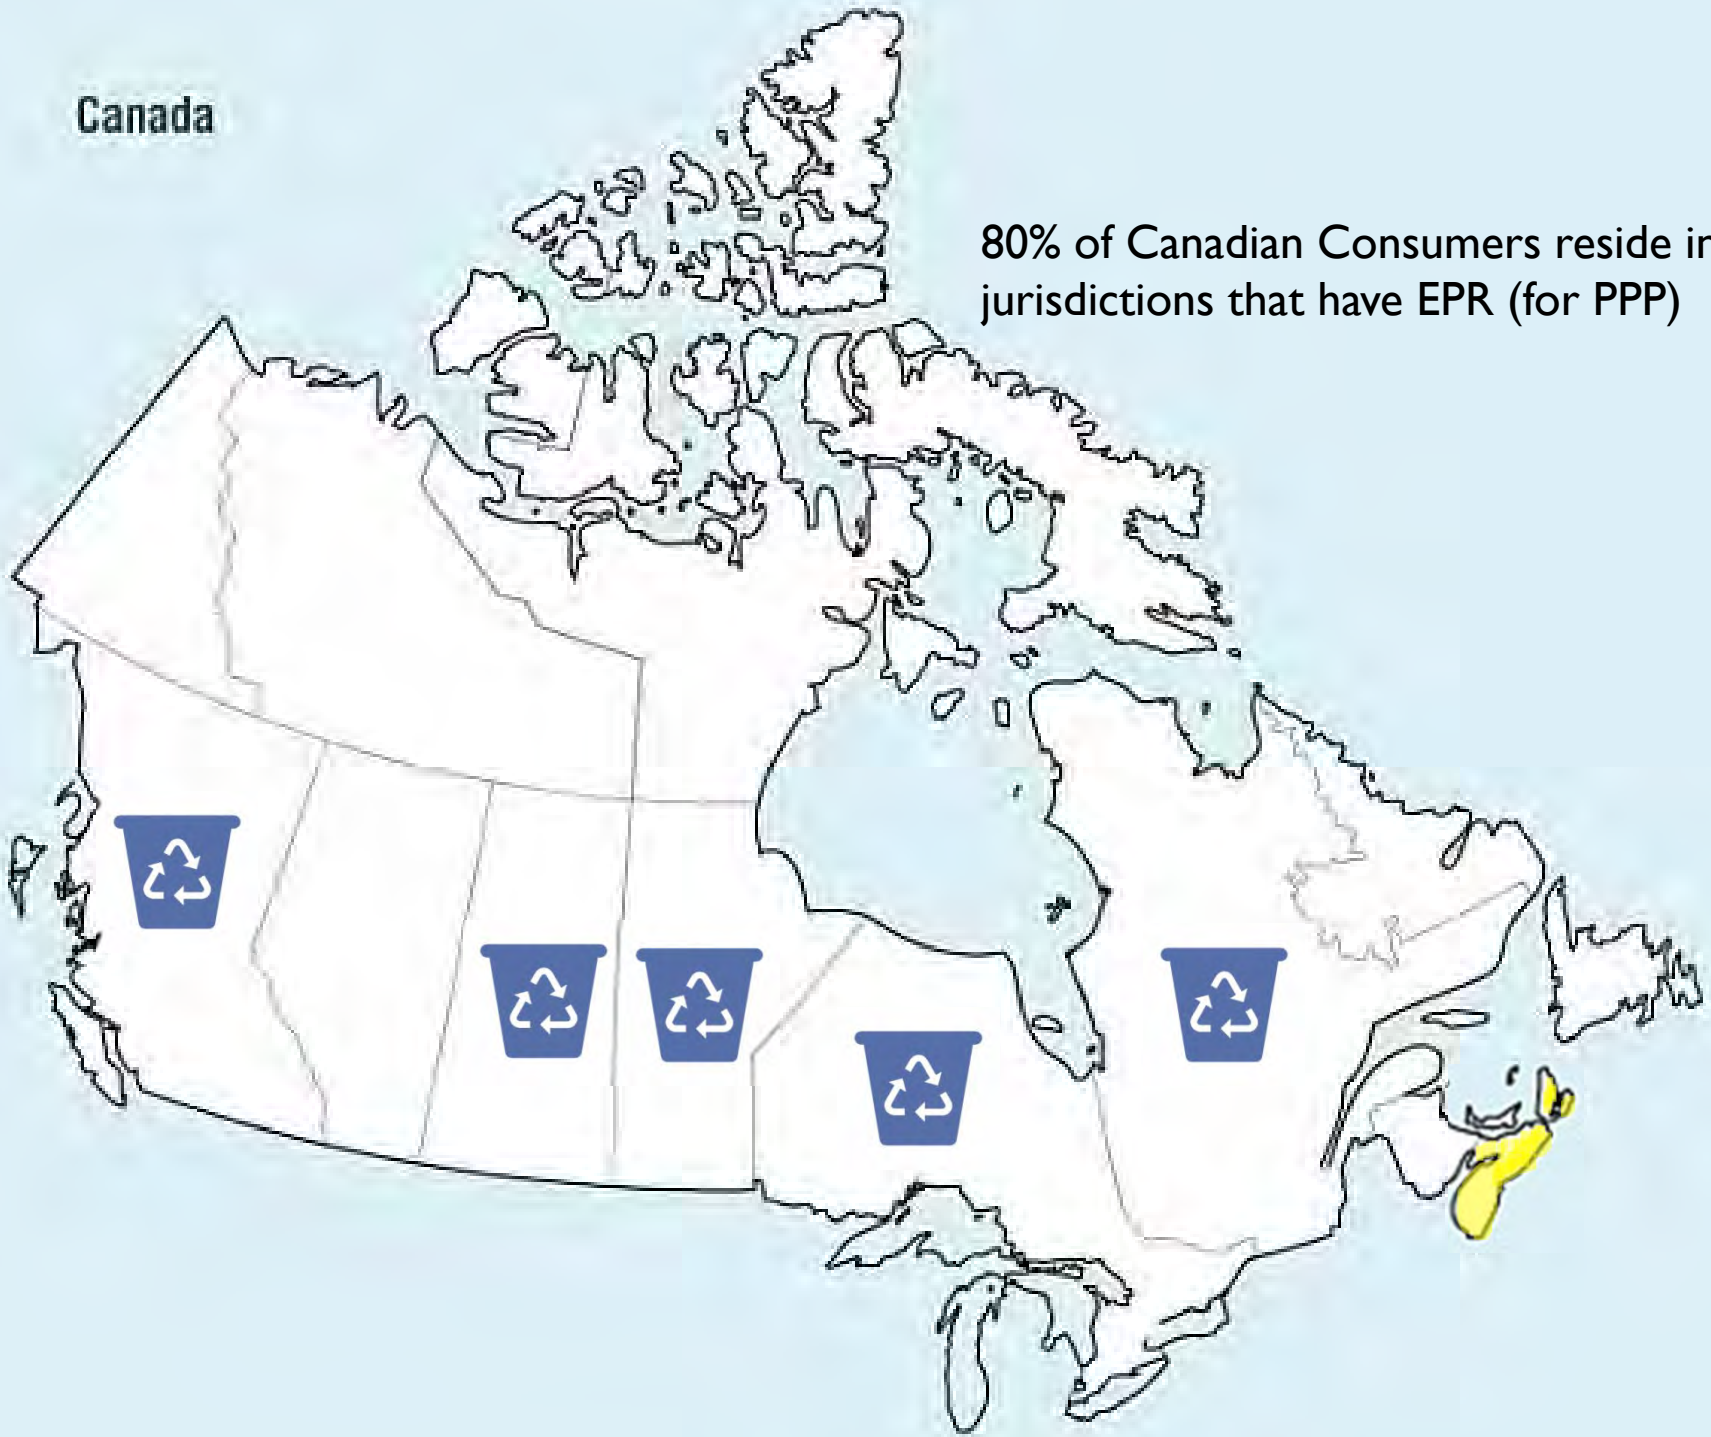 Canada
80% of Canadian Consumers reside in
jurisdictions that have EPR (for PPP)